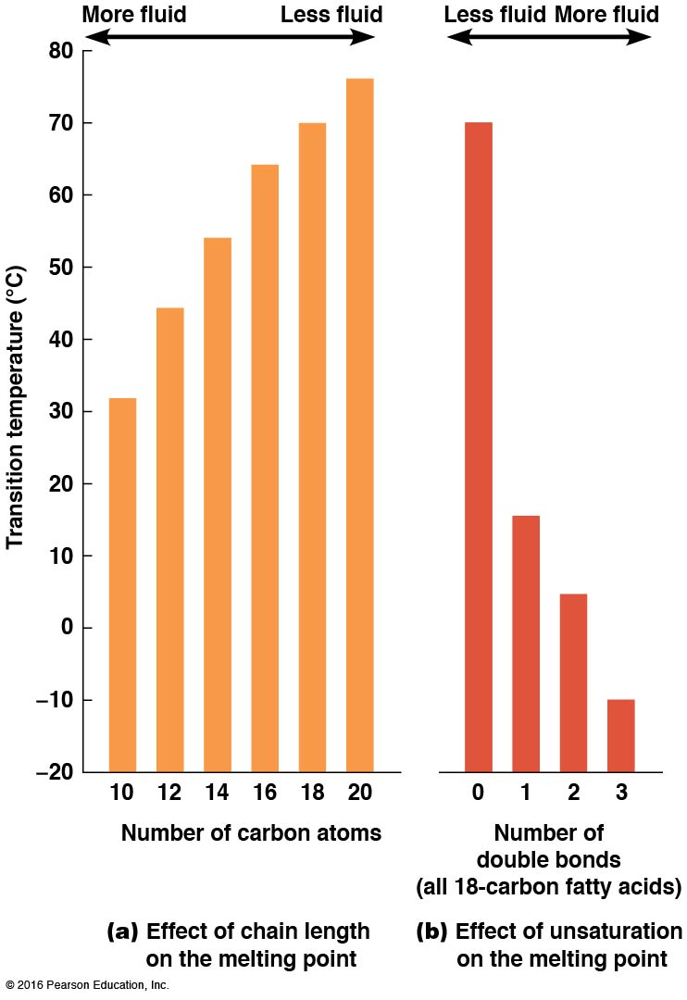 More fluid Less fluid
Less fluid More fluid
Transition temperature (°C)
80
70
60
50
40
30
20
10
0
–10
–20
10 12 14 16 18 20
Number of carbon atoms
(a) Effect of chain length
on the melting point
0 1 2 3
Number of
double bonds
(all 18-carbon fatty acids)
(b) Effect of unsaturation
on the melting point
© 2016 Pearson Education, Inc.